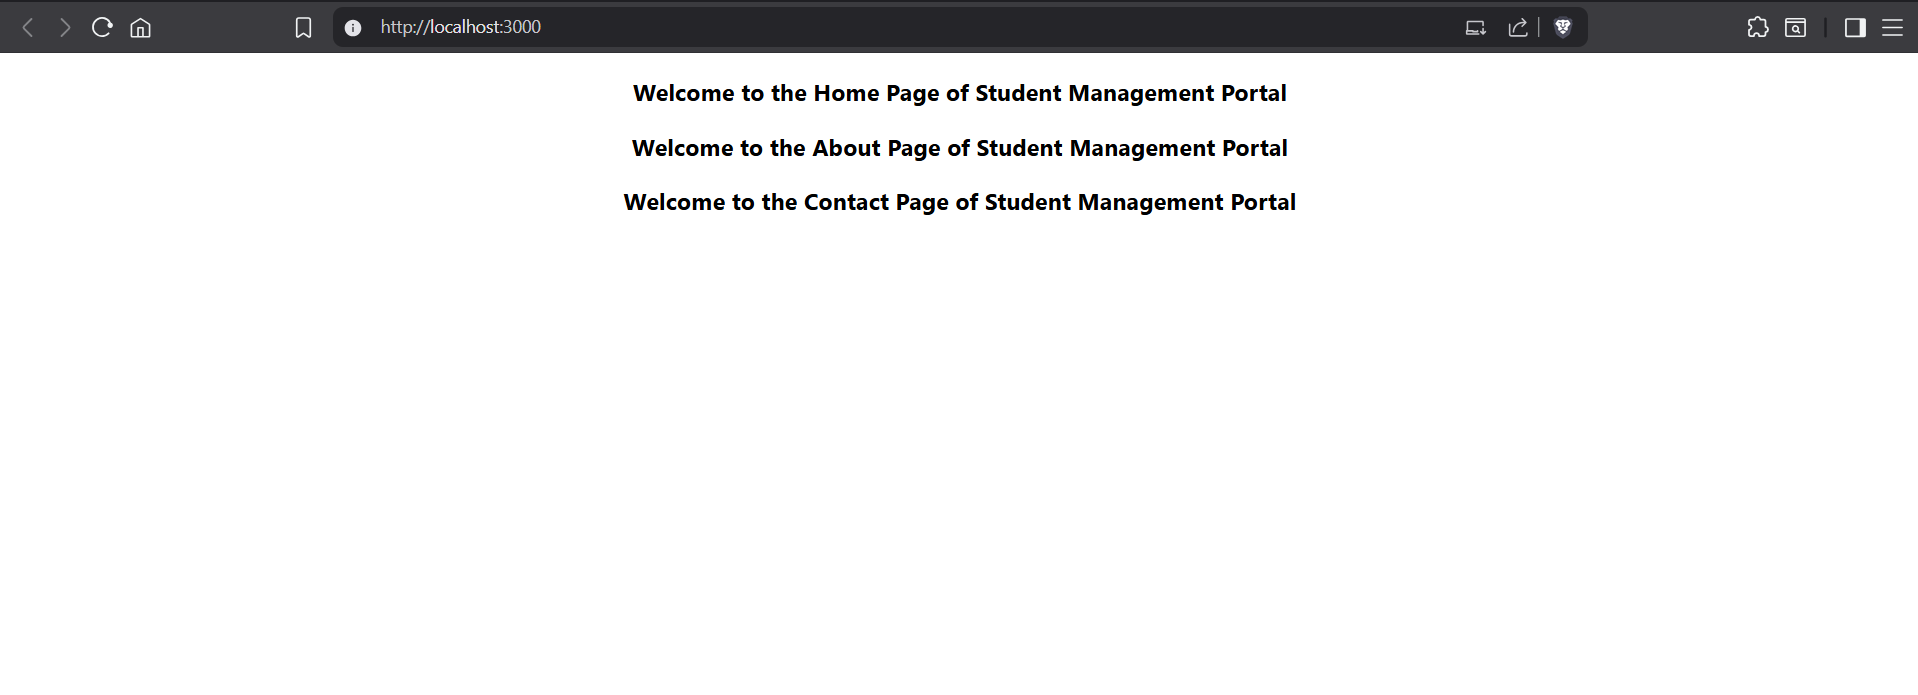 http://localhost:3000
Welcome to the Home Page of Student Management Portal
Welcome to the About Page of Student Management Portal
Welcome to the Contact Page of Student Management Portal